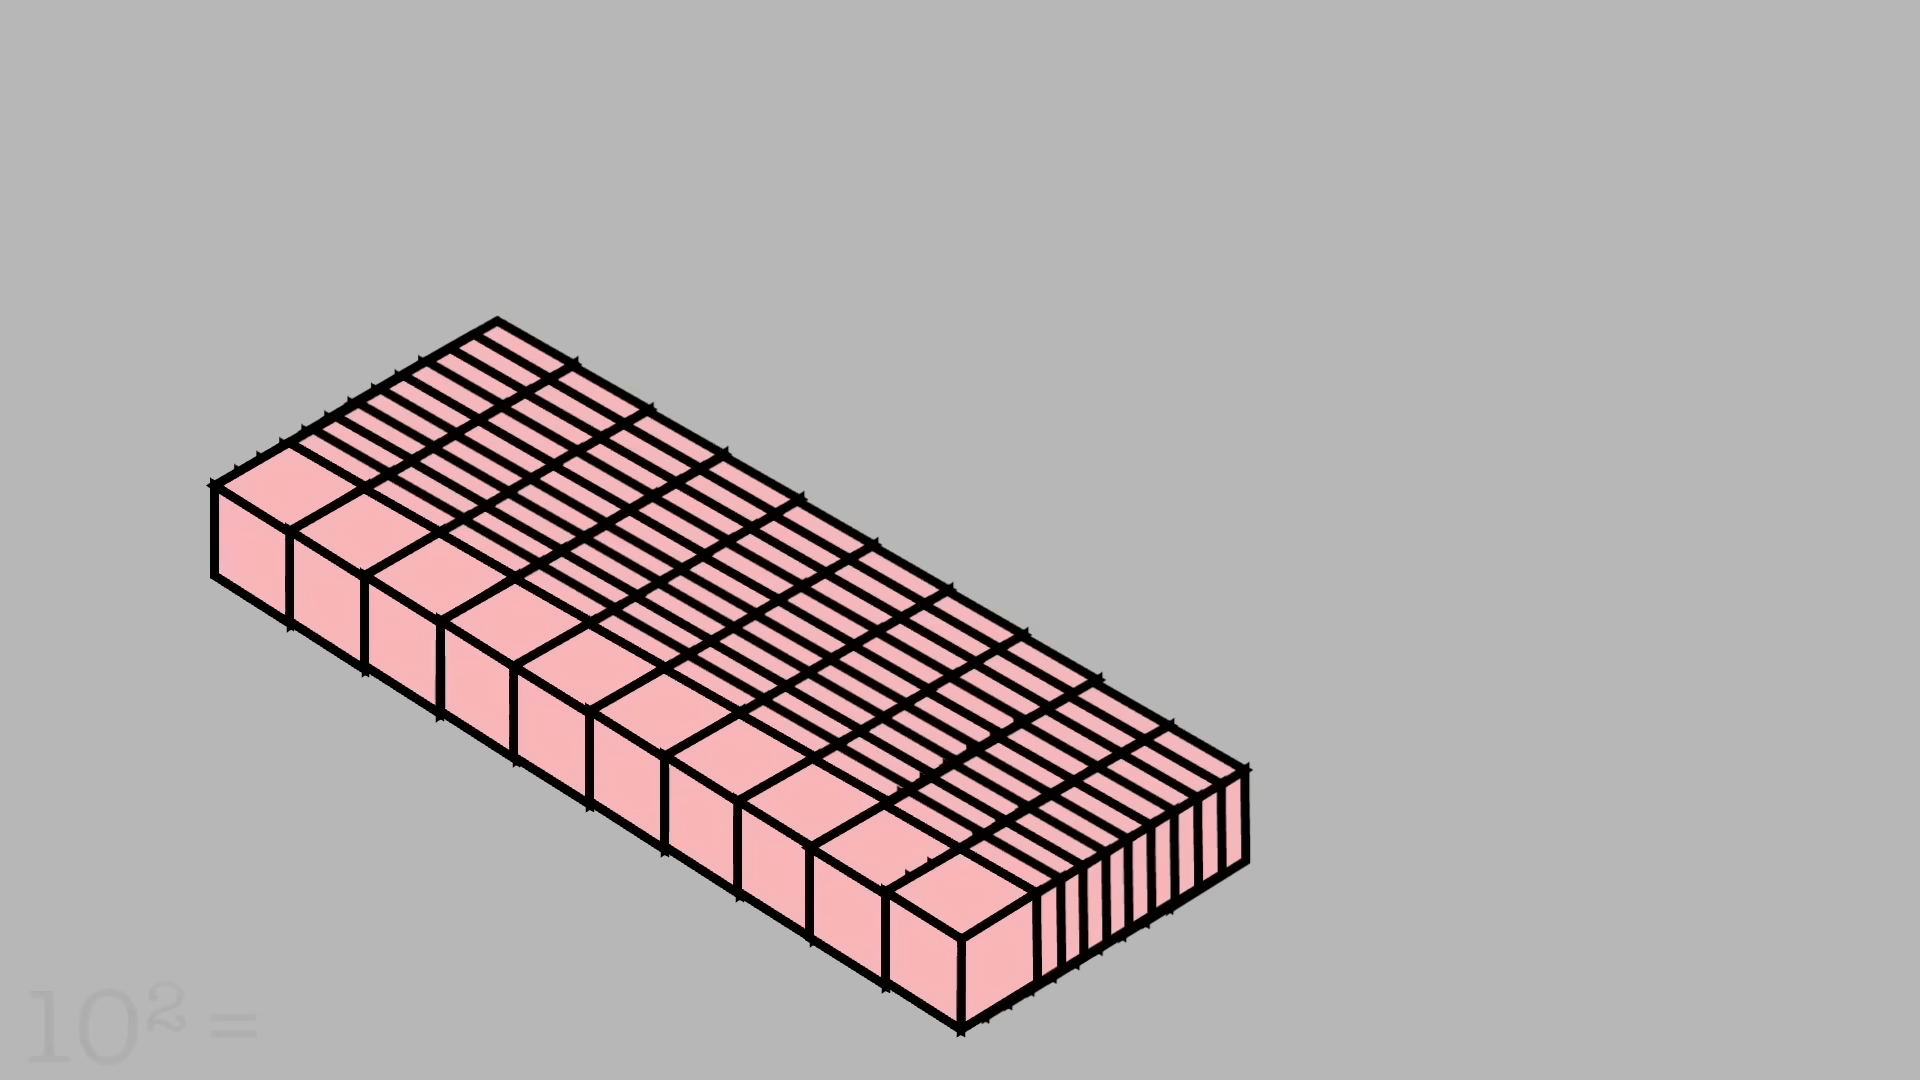 10² =